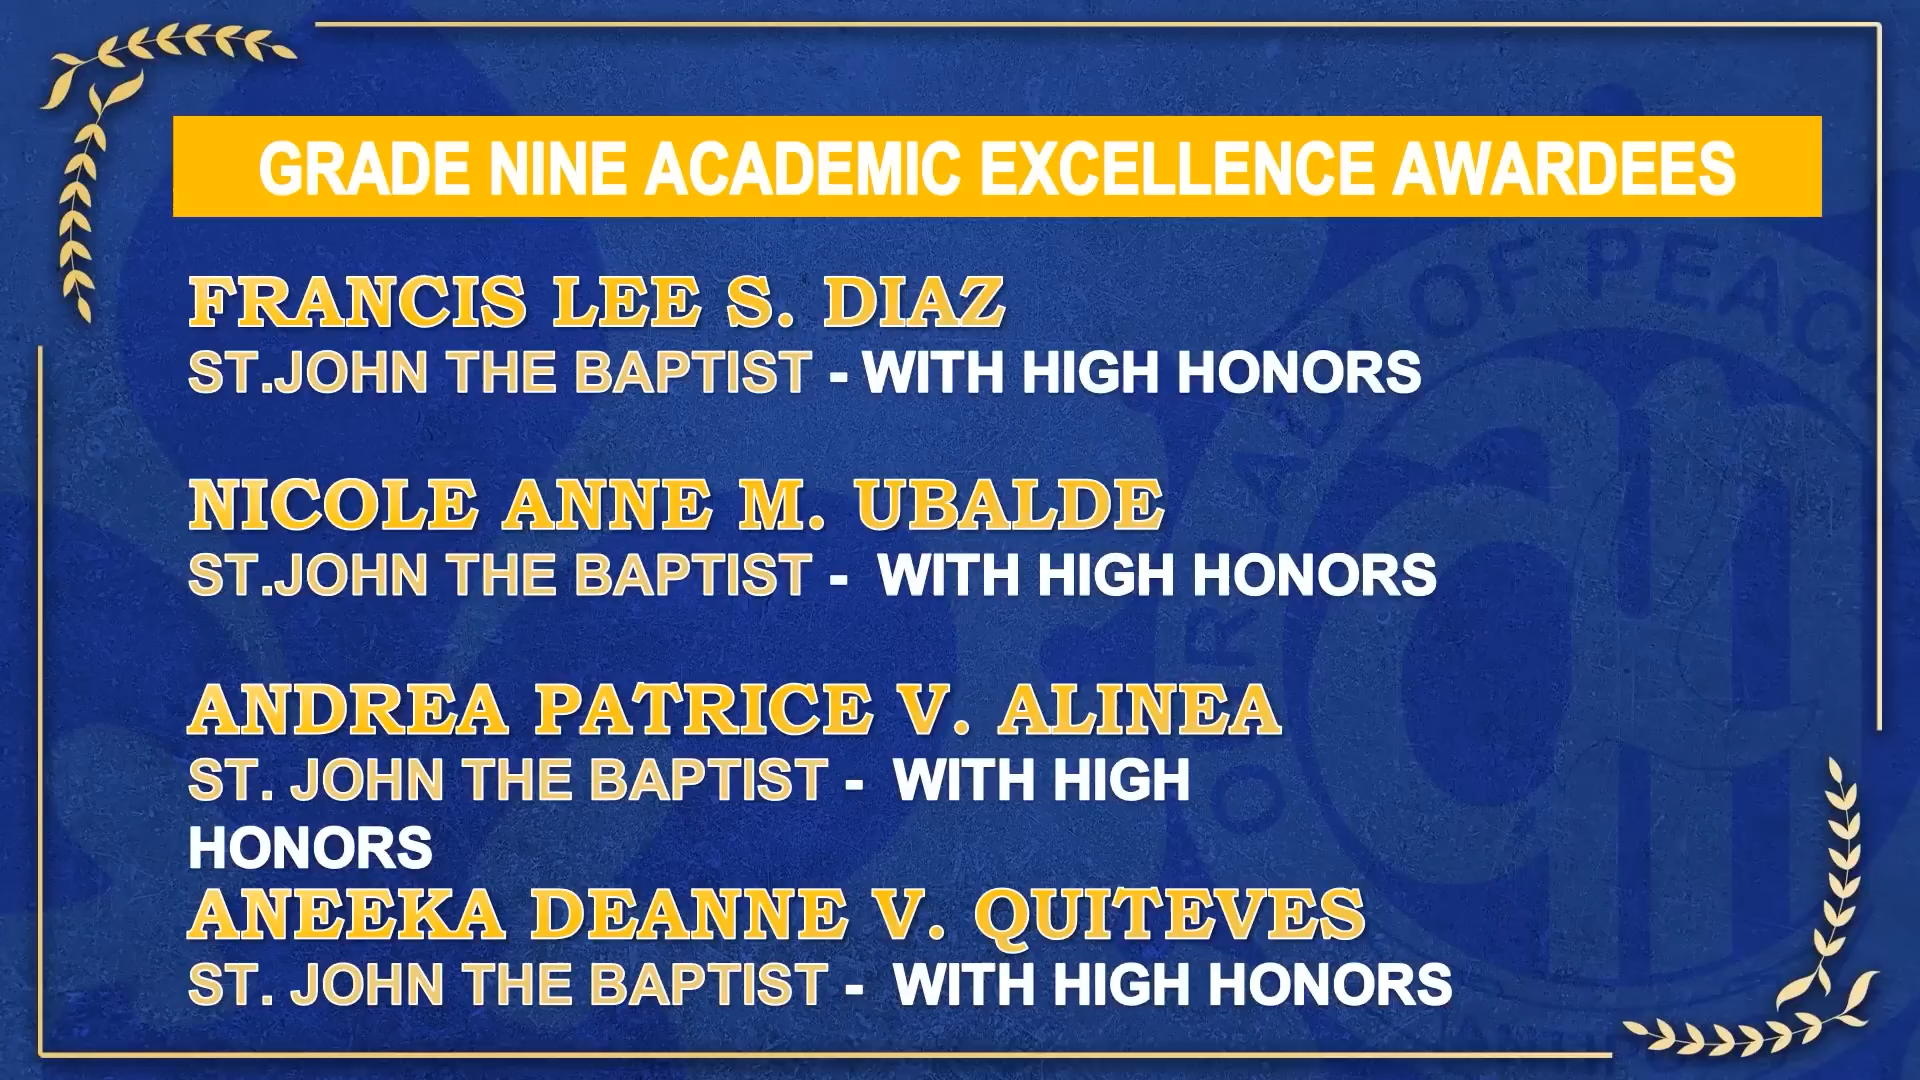 GRADE NINE ACADEMIC EXCELLENCE AWARDEES
FRANCIS LEE S. DIAZ
ST.JOHN THE BAPTIST - WITH HIGH HONORS
NICOLE ANNE M. UBALDE
ST.JOHN THE BAPTIST - WITH HIGH HONORS
ANDREA PATRICE V. ALINEA
ST. JOHN THE BAPTIST - WITH HIGH
HONORS
ANEEKA DEANNE V. QUITEVES
ST. JOHN THE BAPTIST - WITH HIGH HONORS
OF PEACE